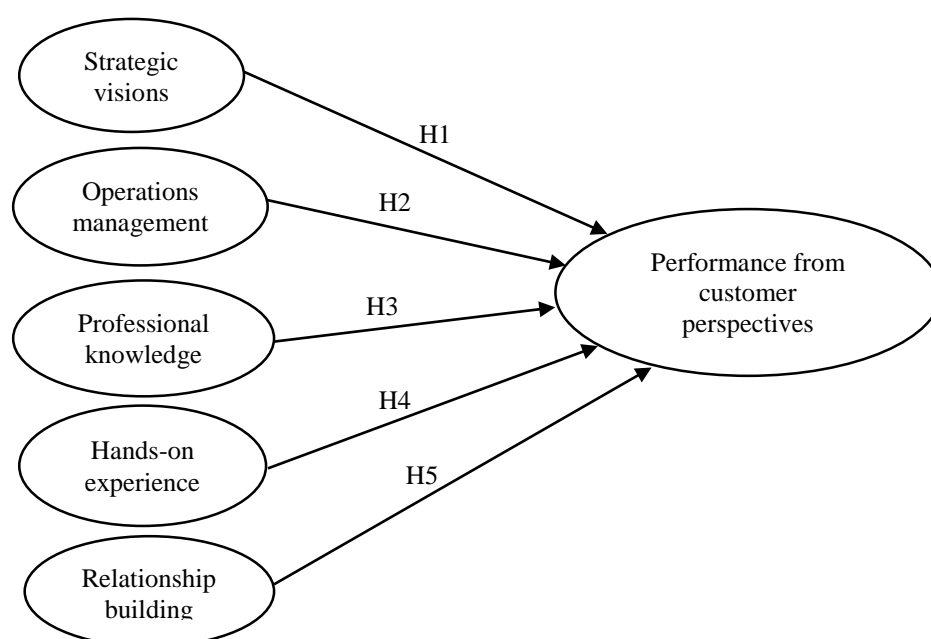 Strategic
visions
H1
Operations
management
H2
Professional
knowledge
H3
Hands-on
experience
H4
Relationship
building
H5
Performance from
customer
perspectives